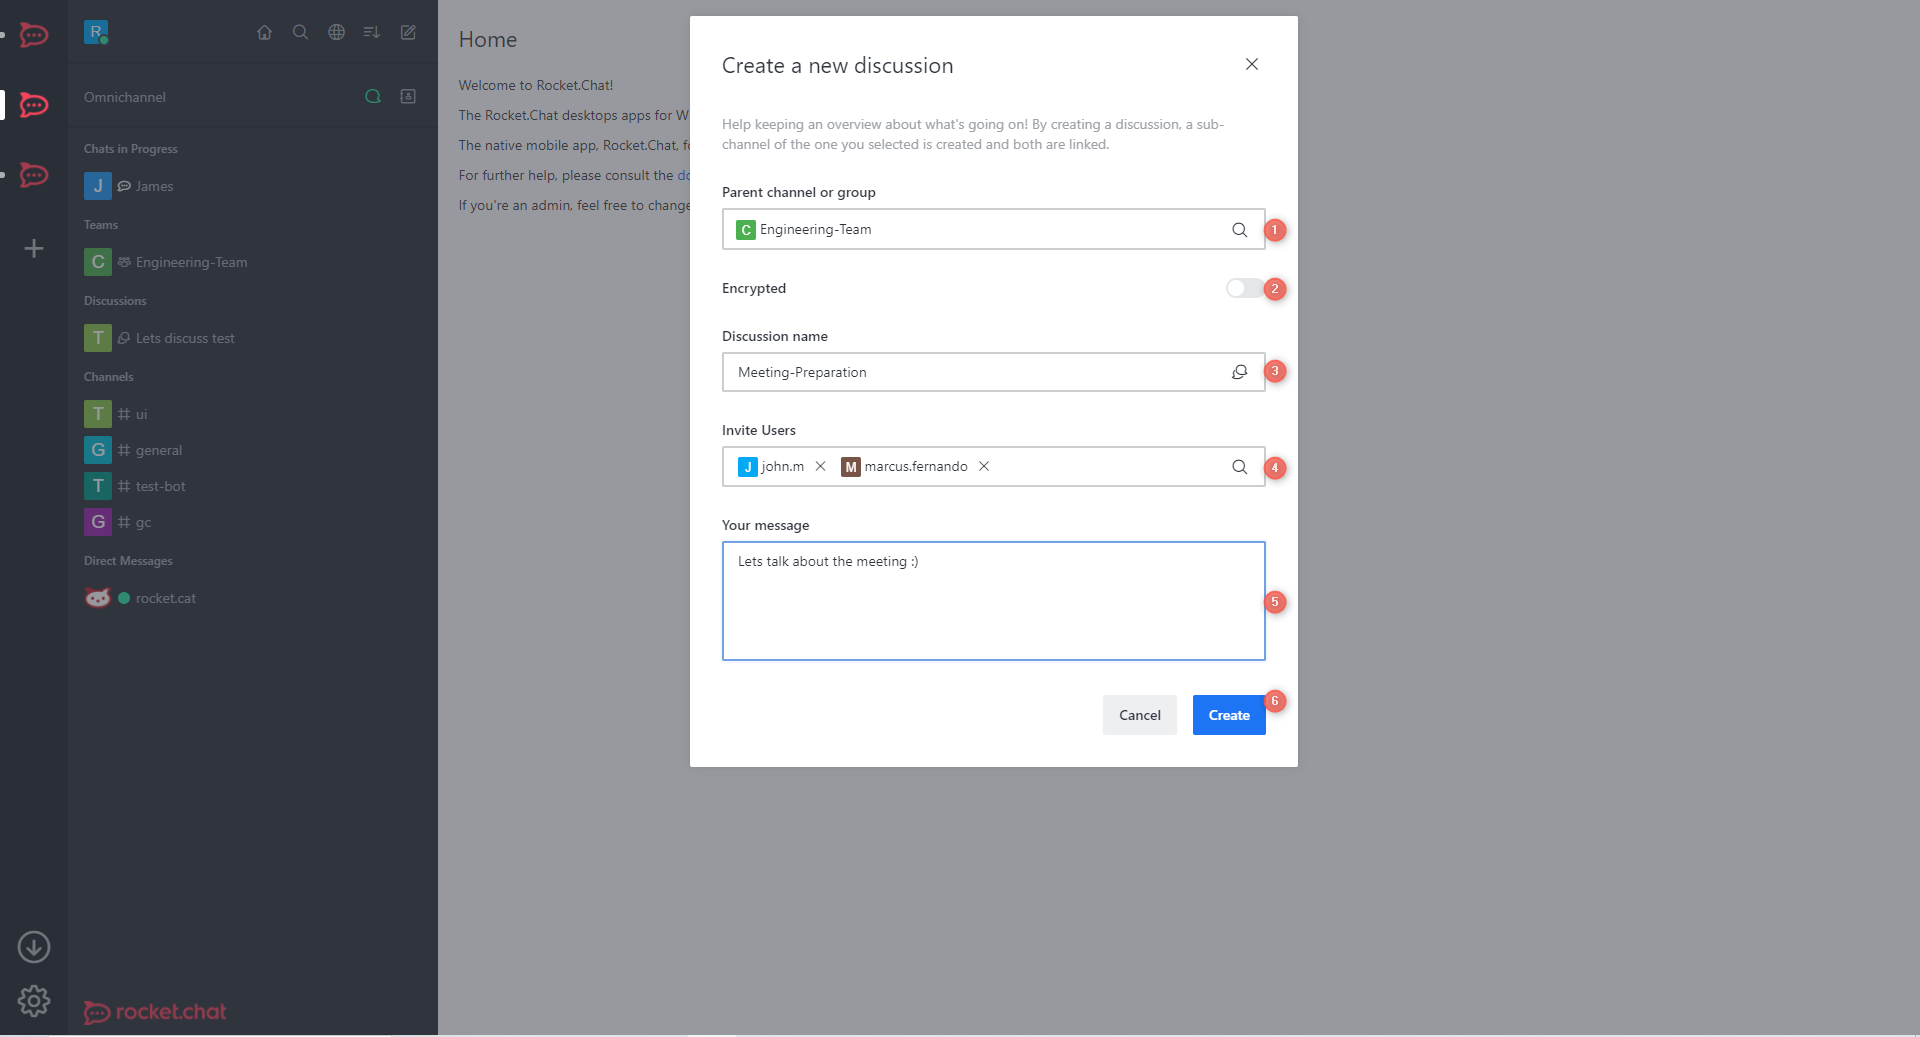 R
Omnichannel
Chats in Progress
J James
Teams
C Engineering-Team
Discussions
T Lets discuss test
Channels
T ui
G general
T test-bot
G gc
Direct Messages
rocket.cat
rocket.chat
Home
Welcome to Rocket.Chat!
The Rocket.Chat desktops apps for W
The native mobile app, Rocket.Chat, fo
For further help, please consult the do
If you're an admin, feel free to change
Create a new discussion
Help keeping an overview about what's going on! By creating a discussion, a sub-
channel of the one you selected is created and both are linked.
Parent channel or group
C Engineering-Team
1
Encrypted
2
Discussion name
Meeting-Preparation
3
Invite Users
J john.m M marcus.fernando
4
Your message
Lets talk about the meeting :)
5
Cancel Create
6